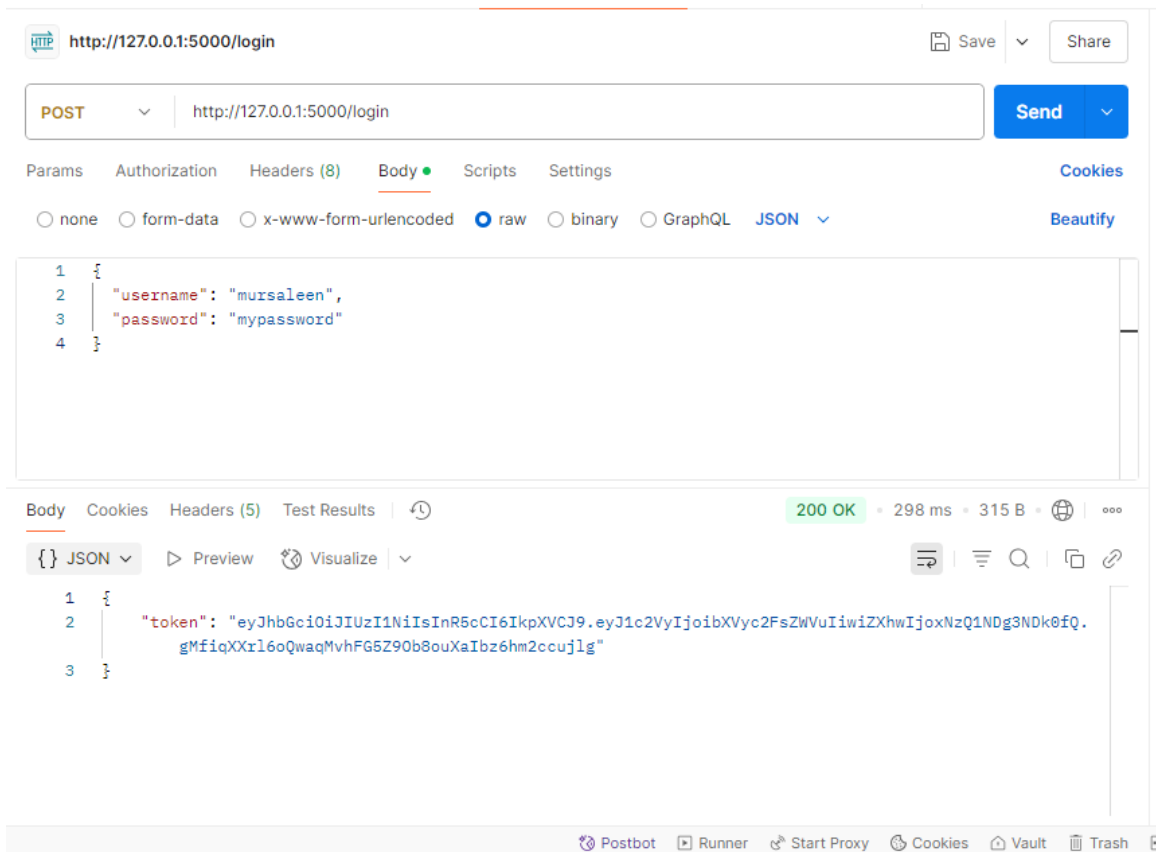 HTTP http://127.0.0.1:5000/login Save Share
POST http://127.0.0.1:5000/login Send
Params Authorization Headers (8) Body Scripts Settings Cookies
none form-data x-www-form-urlencoded raw binary GraphQL JSON Beautify
1 {
2 "username": "mursaleen",
3 "password": "mypassword"
4 }
Body Cookies Headers (5) Test Results 200 OK 298 ms 315 B
{} JSON Preview Visualize
1 {
2 "token": "eyJhbGciOiJIUzI1NiIsInR5cCI6IkpXVCJ9.eyJ1c2VyIjoibXVyc2FsZWVuIiwiZXhwIjoxNzQ1NDg3NDk0fQ.
gMfiqXXrl6oQwaqMvhFG5Z9Ob8ouXaIbz6hm2ccujlg"
3 }
Postbot Runner Start Proxy Cookies Vault Trash